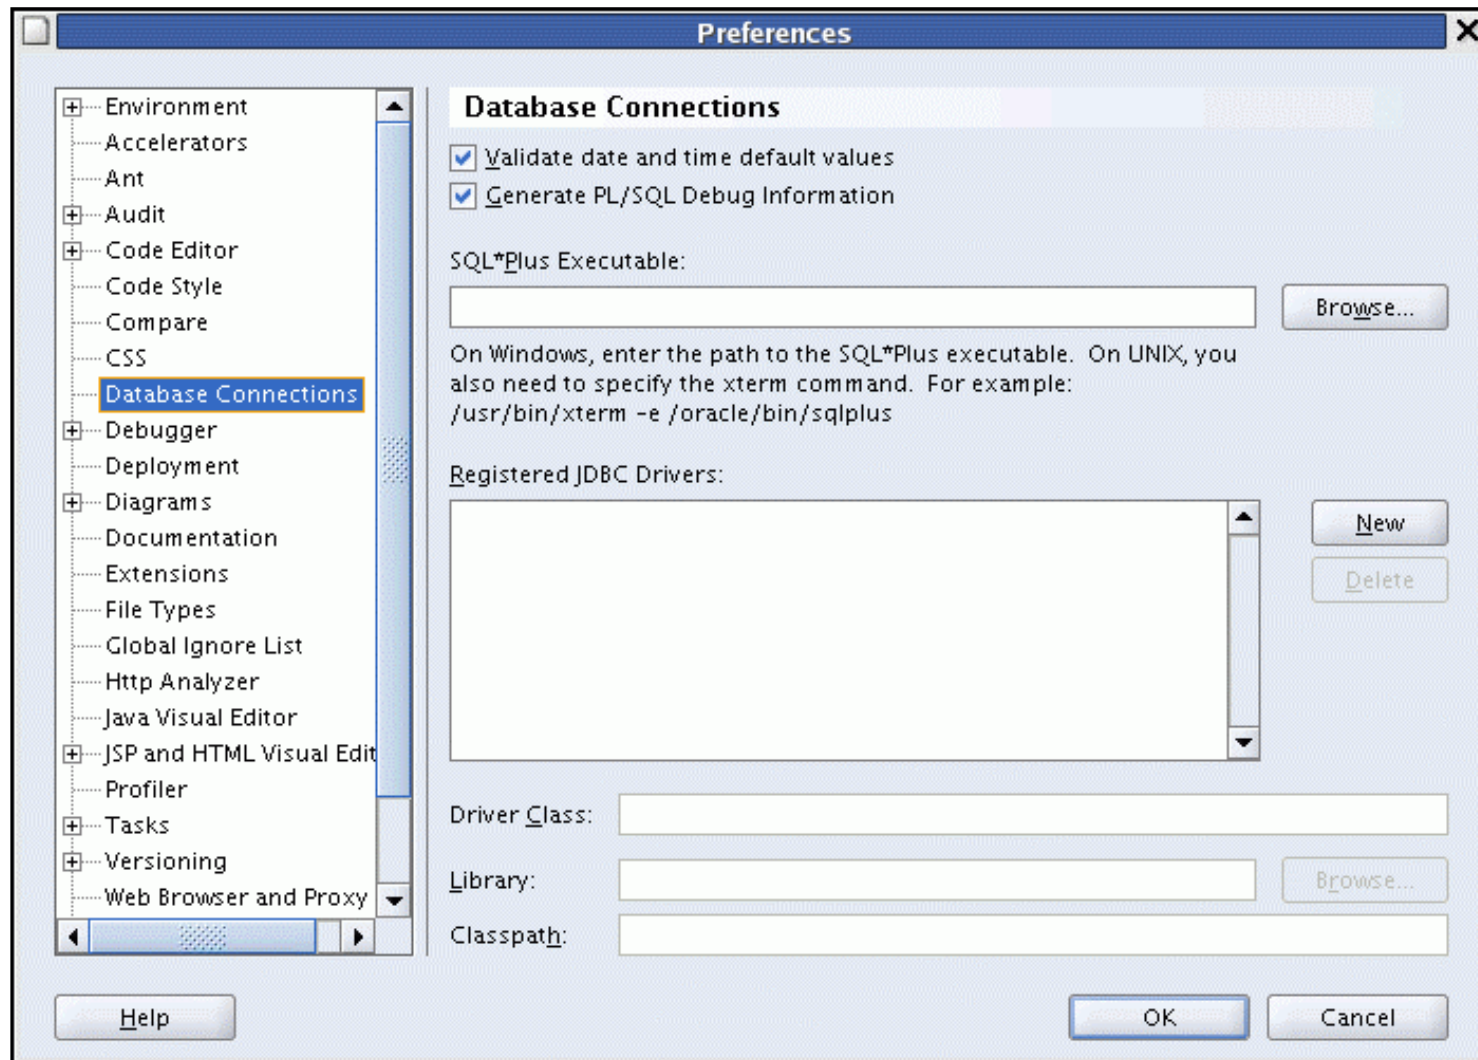 Preferences
Environment
Accelerators
Ant
Audit
Code Editor
Code Style
Compare
CSS
Database Connections
Debugger
Deployment
Diagrams
Documentation
Extensions
File Types
Global Ignore List
Http Analyzer
Java Visual Editor
JSP and HTML Visual Edit
Profiler
Tasks
Versioning
Web Browser and Proxy
Database Connections
Validate date and time default values
Generate PL/SQL Debug Information
SQL*Plus Executable:
Browse...
On Windows, enter the path to the SQL*Plus executable. On UNIX, you
also need to specify the xterm command. For example:
/usr/bin/xterm -e /oracle/bin/sqlplus
Registered JDBC Drivers:
New
Delete
Driver Class:
Library:
Browse...
Classpath:
Help
OK
Cancel